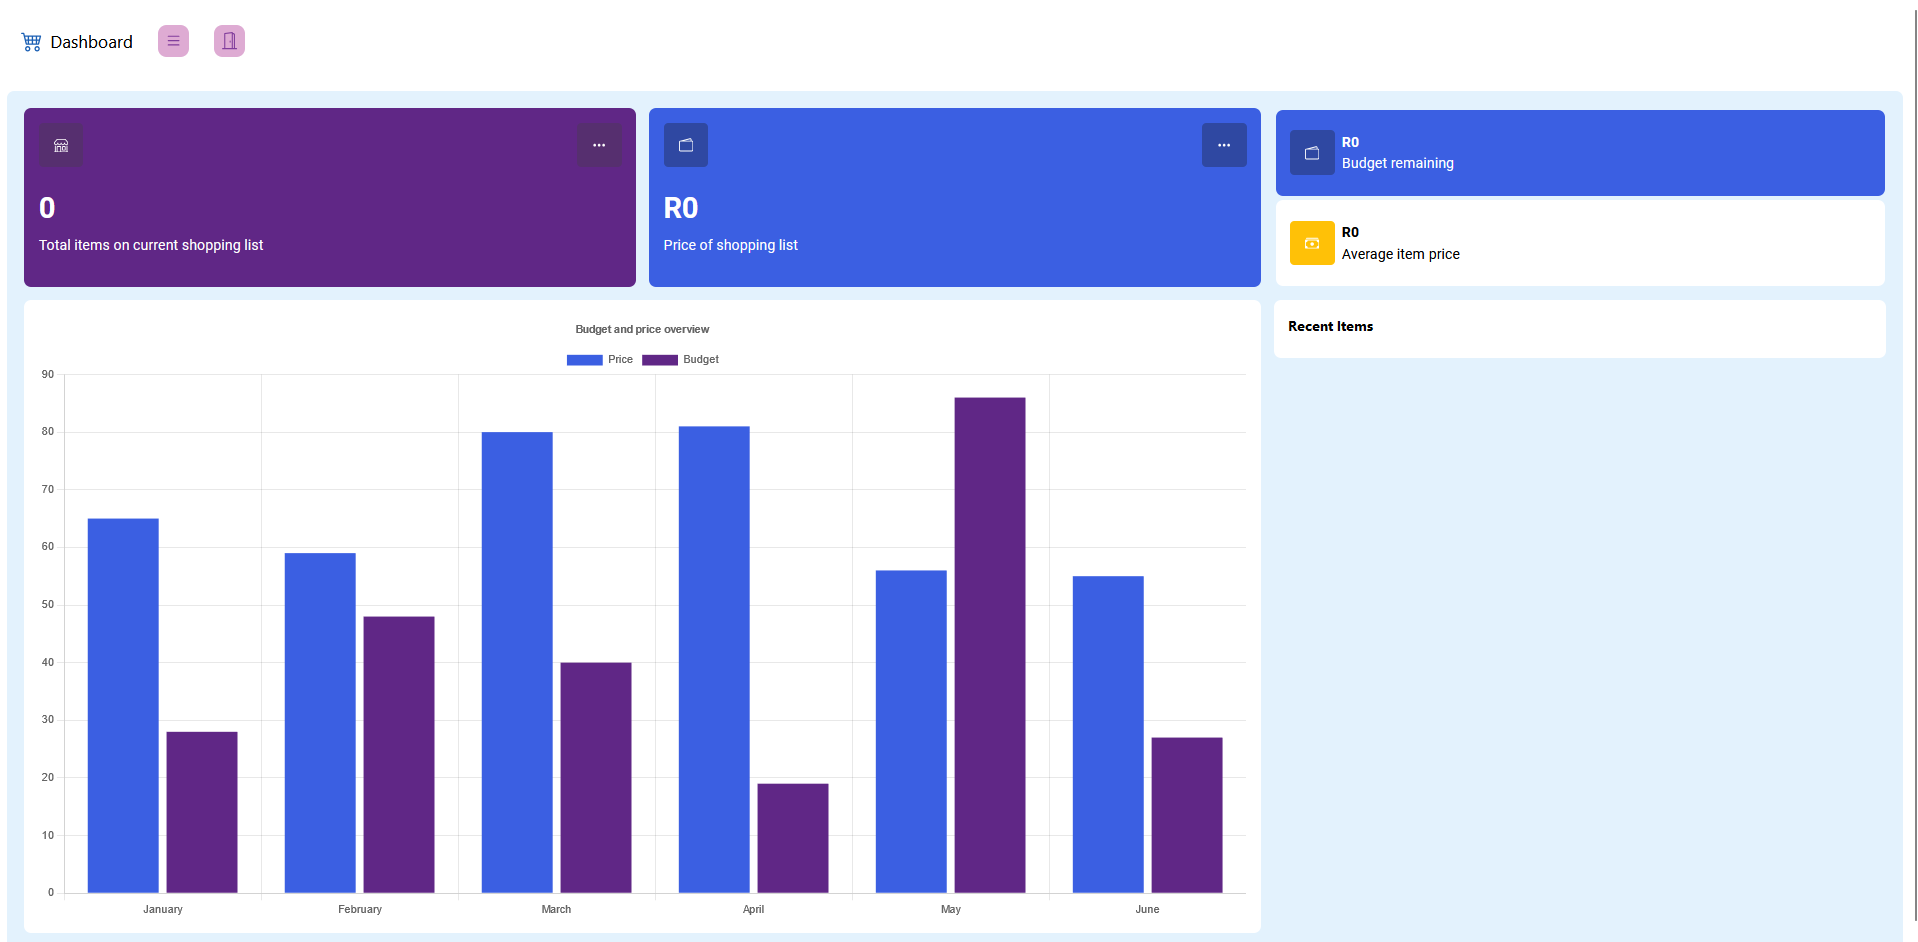 Dashboard
0
Total items on current shopping list
R0
Price of shopping list
R0
Budget remaining
R0
Average item price
Budget and price overview
Price Budget
90
80
70
60
50
40
30
20
10
0
January February March April May June
Recent Items